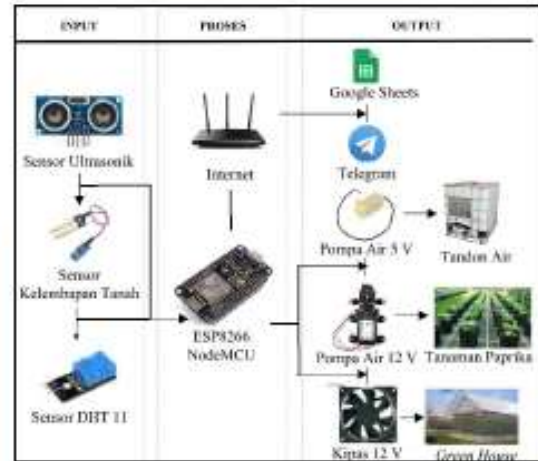 INPUT
PROSES
OUTPUT
Sensor Ultrasonik
Sensor
Kelembapan Tanah
Sensor DHT 11
Internet
ESP8266
NodeMCU
Google Sheets
Telegram
Pompa Air 5 V
Tandon Air
Pompa Air 12 V
Tanaman Paprika
Kipas 12 V
Green House